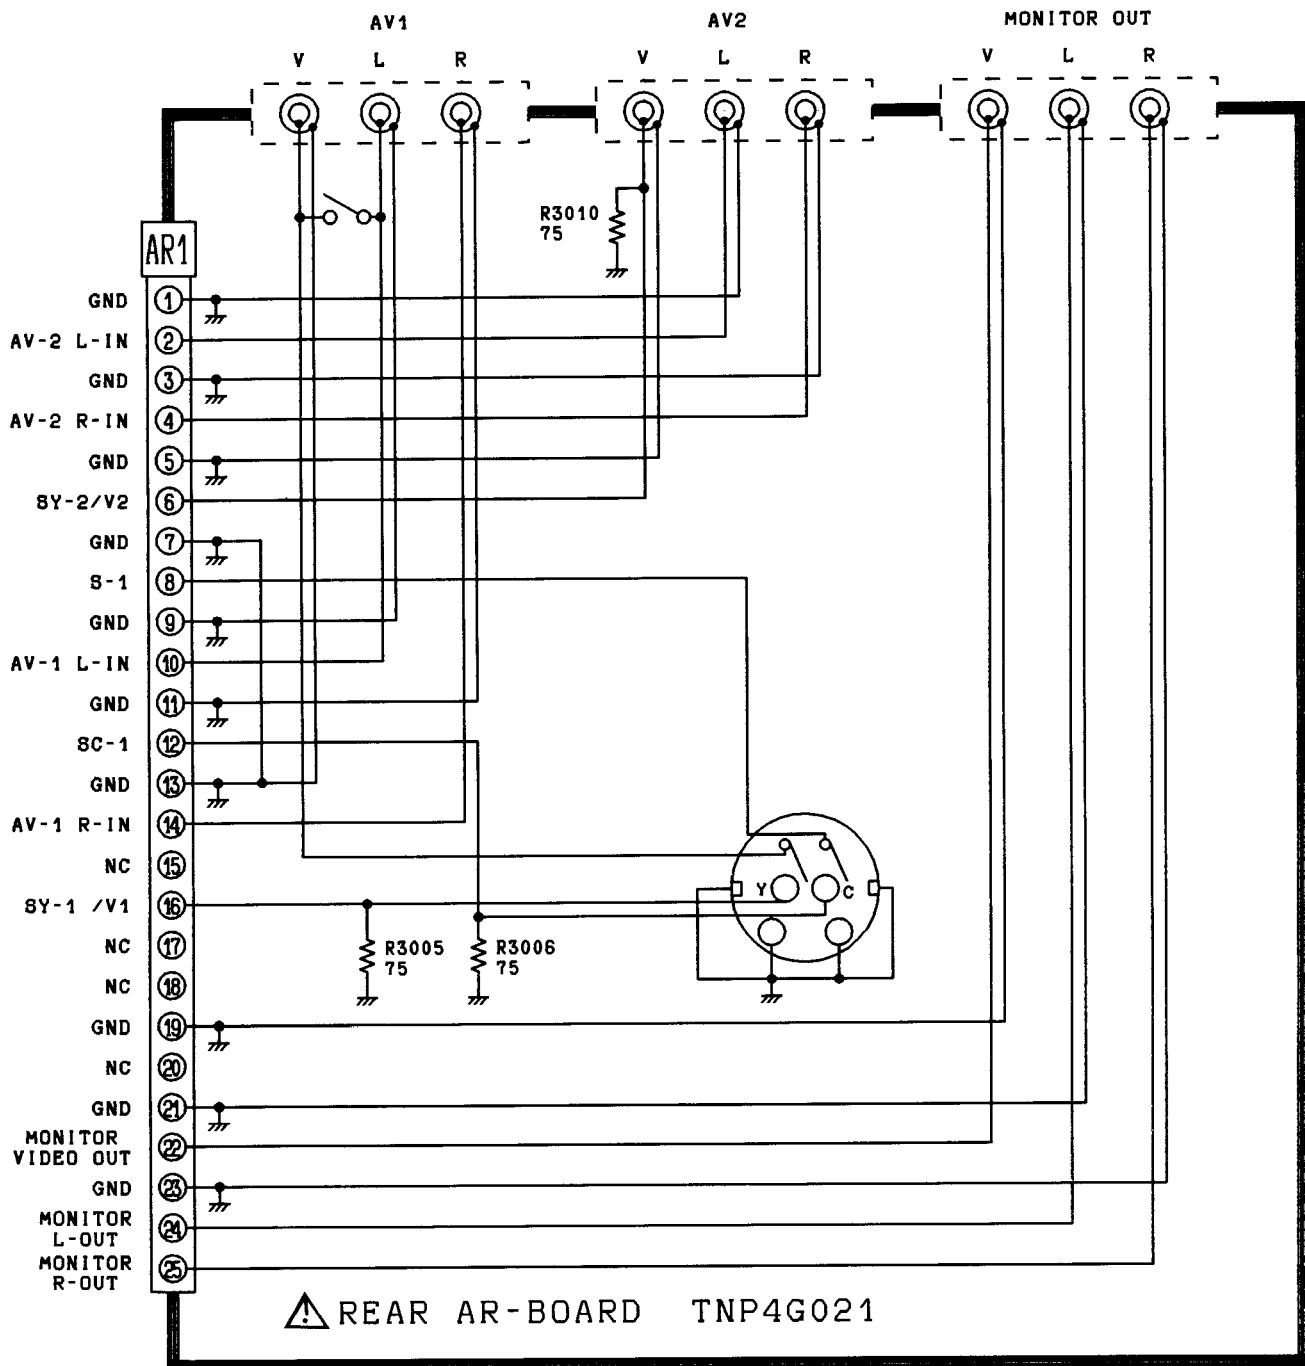 AV1 AV2 MONITOR OUT
V L R V L R V L R
R3010
75
AR1
GND 1
AV-2 L-IN 2
GND 3
AV-2 R-IN 4
GND 5
SY-2/V2 6
GND 7
S-1 8
GND 9
AV-1 L-IN 10
GND 11
SC-1 12
GND 13
AV-1 R-IN 14
NC 15
Y C
SY-1 /V1 16
NC 17
R3005 R3006
75 75
NC 18
GND 19
NC 20
GND 21
MONITOR
VIDEO OUT 22
GND 23
MONITOR
L-OUT 24
MONITOR
R-OUT 25
⚠ REAR AR-BOARD TNP4G021